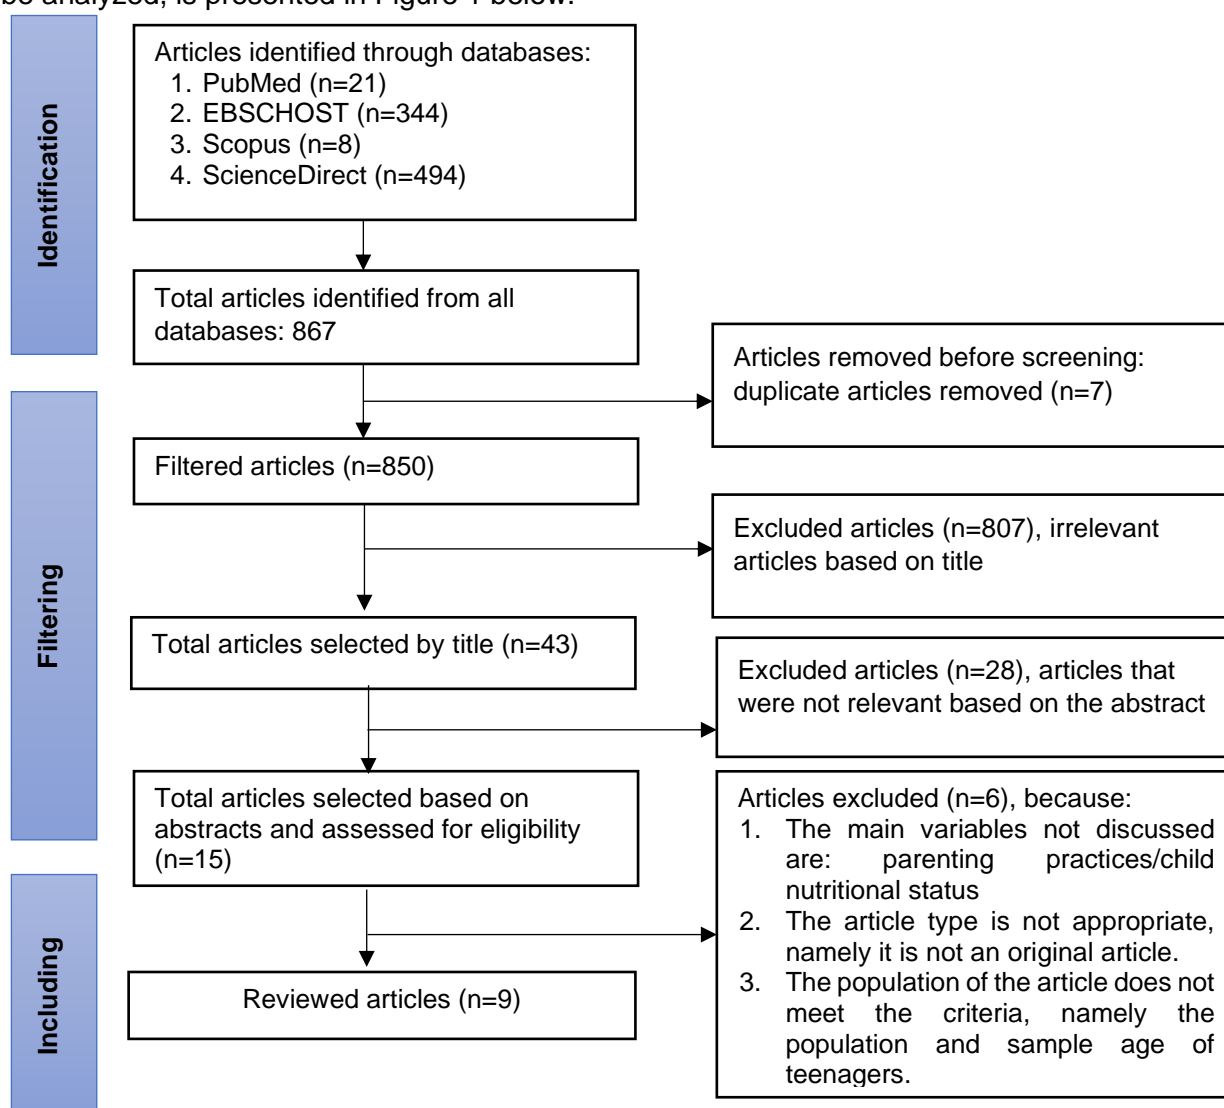 be analyzed, is presented in Figure 1 below.
Identification
Articles identified through databases:
1. PubMed (n=21)
2. EBSCHOST (n=344)
3. Scopus (n=8)
4. ScienceDirect (n=494)
Total articles identified from all
databases: 867
Articles removed before screening:
duplicate articles removed (n=7)
Filtering
Filtered articles (n=850)
Excluded articles (n=807), irrelevant
articles based on title
Total articles selected by title (n=43)
Excluded articles (n=28), articles that
were not relevant based on the abstract
Total articles selected based on
abstracts and assessed for eligibility
(n=15)
Articles excluded (n=6), because:
1. The main variables not discussed
are: parenting practices/child
nutritional status
2. The article type is not appropriate,
namely it is not an original article.
3. The population of the article does not
meet the criteria, namely the
population and sample age of
teenagers.
Including
Reviewed articles (n=9)